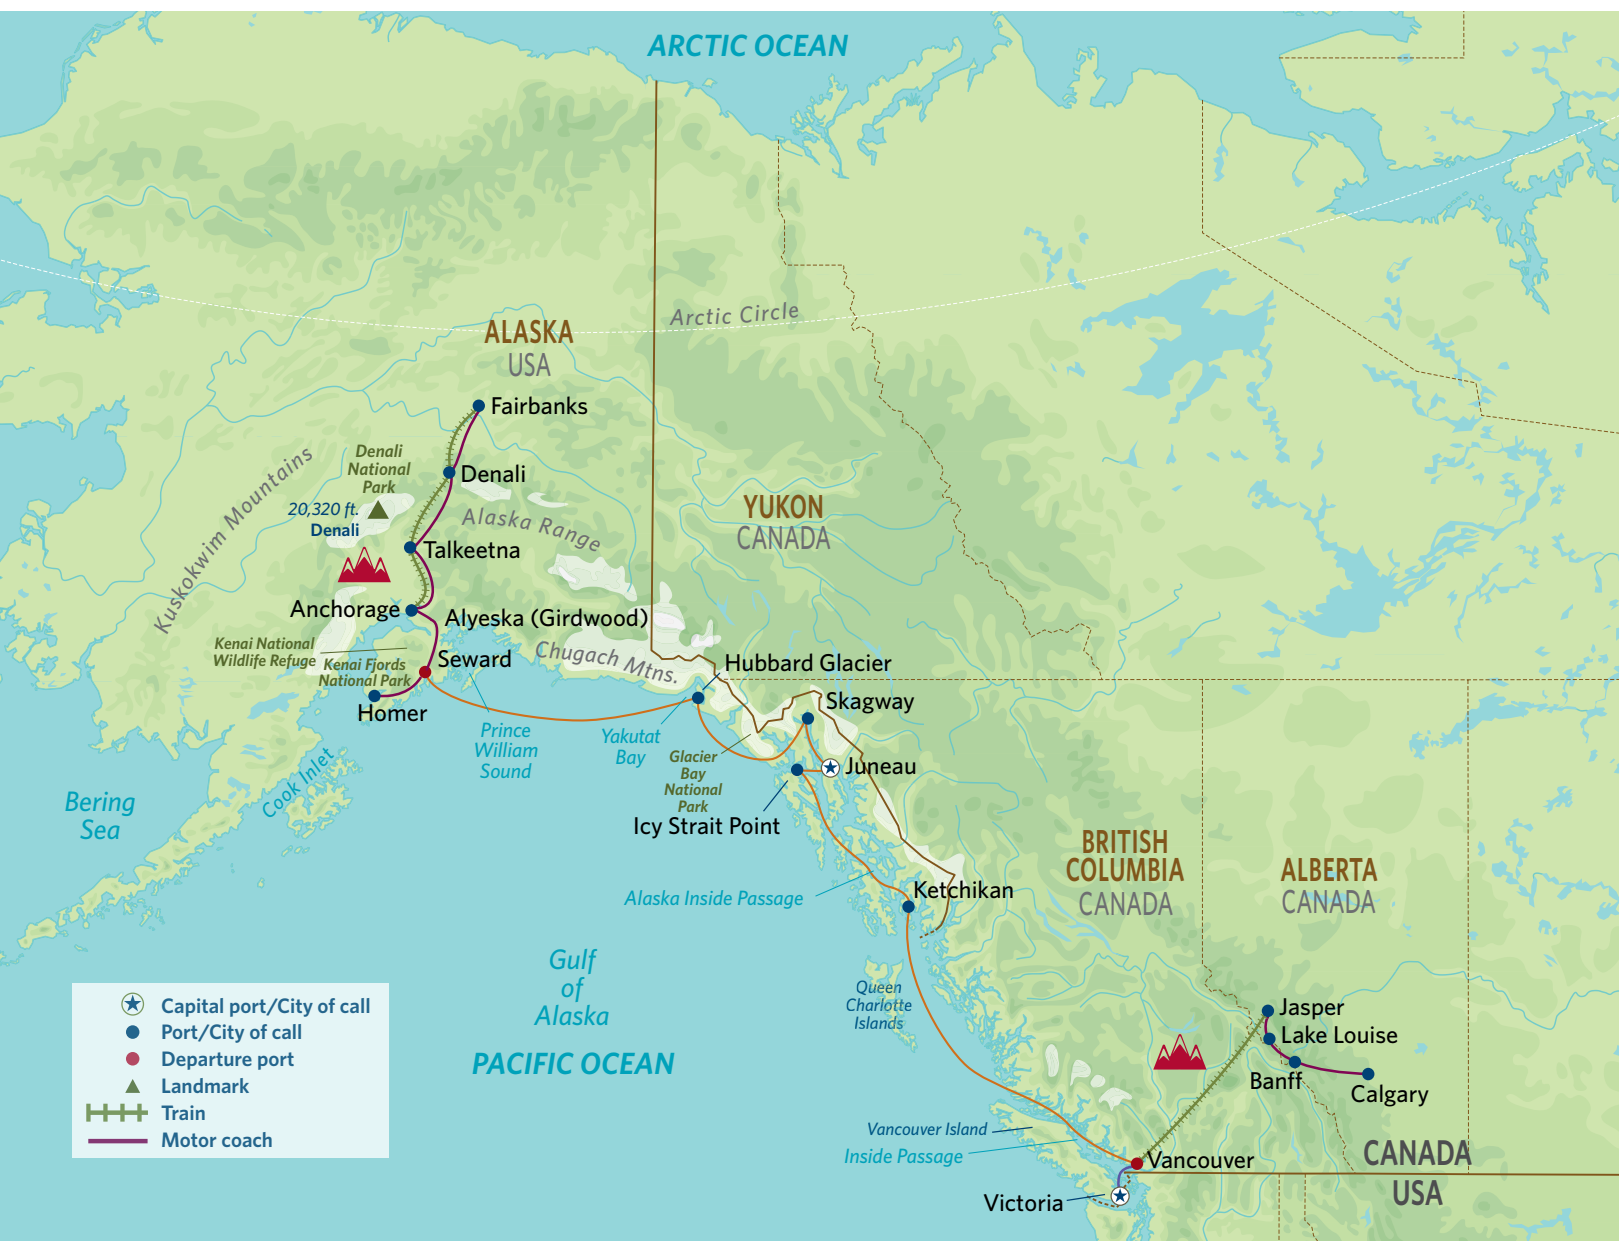 ARCTIC OCEAN
Arctic Circle
ALASKA
USA
Fairbanks
Denali
National
Park
Denali
20,320 ft.
Denali
Kuskokwim Mountains
Alaska Range
Talkeetna
YUKON
CANADA
Anchorage
Alyeska (Girdwood)
Kenai National
Wildlife Refuge
Kenai Fjords
National Park
Seward
Chugach Mtns.
Hubbard Glacier
Homer
Skagway
Prince
William
Sound
Yakutat
Bay
Glacier
Bay
National
Park
Juneau
Cook Inlet
Bering
Sea
Icy Strait Point
BRITISH
COLUMBIA
CANADA
ALBERTA
CANADA
Alaska Inside Passage
Ketchikan
Gulf
of
Alaska
Queen
Charlotte
Islands
PACIFIC OCEAN
Jasper
Lake Louise
Banff
Calgary
Vancouver Island
Inside Passage
Vancouver
Victoria
CANADA
USA
Capital port/City of call
Port/City of call
Departure port
Landmark
Train
Motor coach